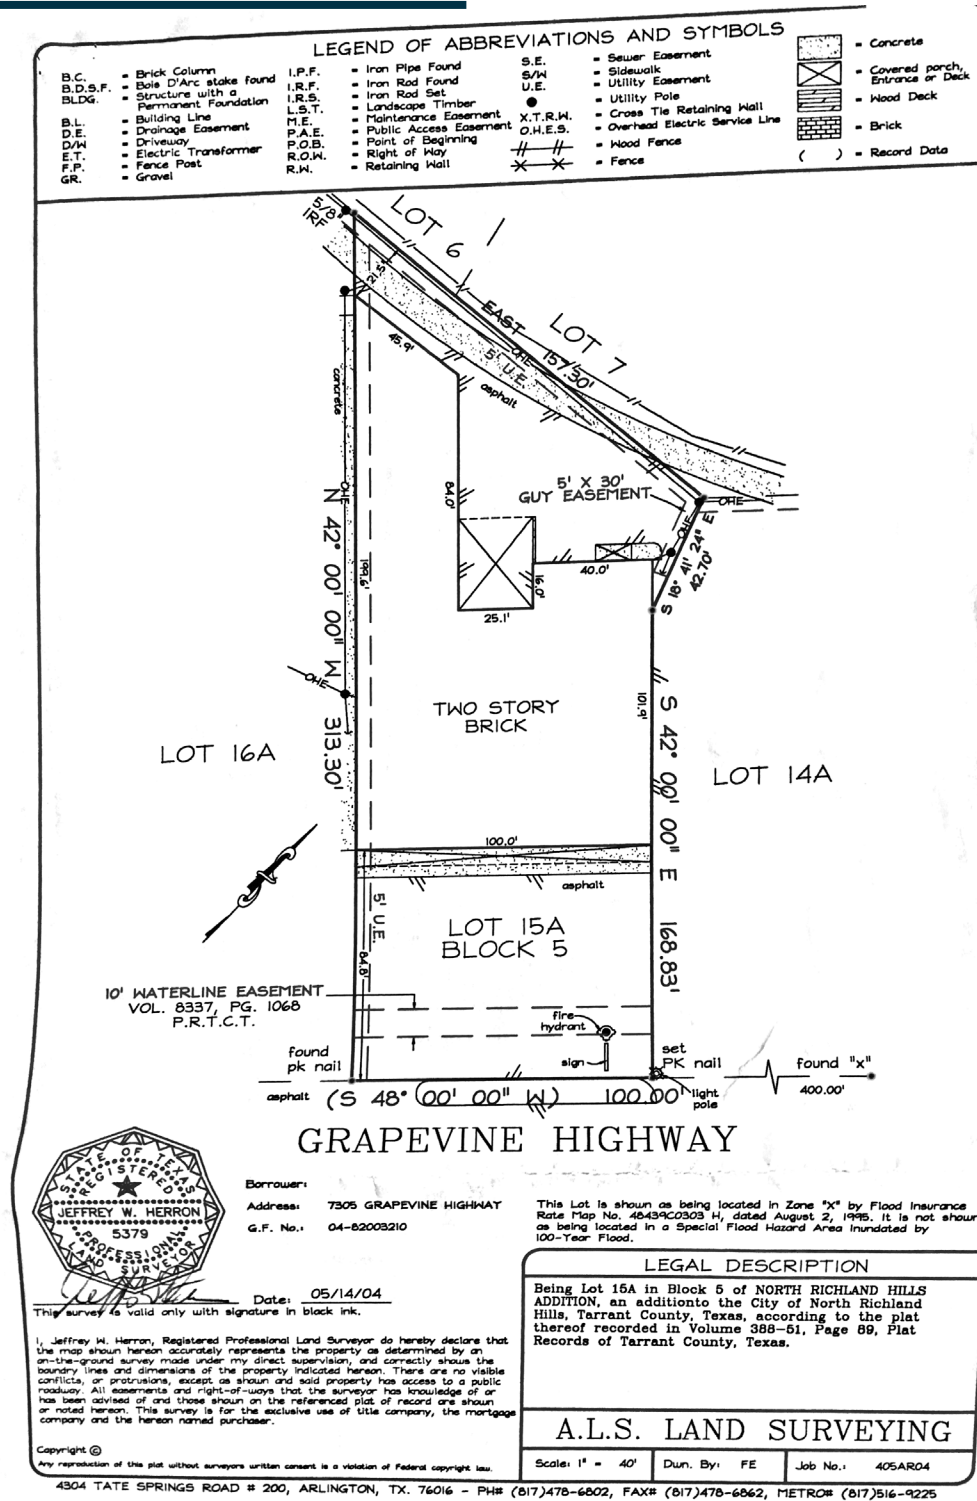 LEGEND OF ABBREVIATIONS AND SYMBOLS
B.C. = Brick Column
B.D.S.F. = Bois D'Arc stake found
BLDG. = Structure with a
Permanent Foundation
B.L. = Building Line
D.E. = Drainage Easement
D/W = Driveway
E.T. = Electric Transformer
F.P. = Fence Post
GR. = Gravel
I.P.F. = Iron Pipe Found
I.R.F. = Iron Rod Found
I.R.S. = Iron Rod Set
L.S.T. = Landscape Timber
M.E. = Maintenance Easement
P.A.E. = Public Access Easement
P.O.B. = Point of Beginning
R.O.W. = Right of Way
R.W. = Retaining Wall
S.E. = Sewer Easement
S/W = Sidewalk
U.E. = Utility Easement
= Utility Pole
X.T.R.W. = Cross Tie Retaining Wall
O.H.E.S. = Overhead Electric Service Line
= Wood Fence
= Fence
= Concrete
= Covered porch,
Entrance or Deck
= Wood Deck
= Brick
( ) = Record Data
5/8"
IRF
LOT 6
LOT 7
21.5'
EAST 157.30'
OHE
5' U.E.
45.9'
asphalt
concrete
5' X 30'
GUY EASEMENT
OHE
OHE
S 18° 41' 24" E
42.70'
84.0'
OHE
40.0'
16.0'
25.1'
N 42° 00' 00" W 313.30'
199.6'
OHE
TWO STORY
BRICK
101.9'
S 42° 00' 00" E 168.83'
LOT 16A
LOT 14A
100.0'
asphalt
5' U.E.
84.8'
LOT 15A
BLOCK 5
10' WATERLINE EASEMENT
VOL. 8337, PG. 1068
P.R.T.C.T.
fire
hydrant
sign
found
pk nail
set
PK nail
found "x"
400.00'
light
pole
asphalt
(S 48° 00' 00" W) 100.00'
GRAPEVINE HIGHWAY
STATE OF TEXAS
REGISTERED
JEFFREY W. HERRON
5379
PROFESSIONAL
LAND SURVEYOR
Borrower:
Address: 7305 GRAPEVINE HIGHWAY
G.F. No.: 04-82003210
Date: 05/14/04
This survey is valid only with signature in black ink.
This Lot is shown as being located in Zone "X" by Flood Insurance
Rate Map No. 48439C0303 H, dated August 2, 1995. It is not shown
as being located in a Special Flood Hazard Area inundated by
100-Year Flood.
I, Jeffrey W. Herron, Registered Professional Land Surveyor do hereby declare that
the map shown hereon accurately represents the property as determined by an
on-the-ground survey made under my direct supervision, and correctly shows the
boundry lines and dimensions of the property indicated hereon. There are no visible
conflicts, or protrusions, except as shown and said property has access to a public
roadway. All easements and right-of-ways that the surveyor has knowledge of or
has been advised of and those shown on the referenced plat of record are shown
or noted hereon. This survey is for the exclusive use of title company, the mortgage
company and the hereon named purchaser.
Copyright ©
Any reproduction of this plat without surveyors written consent is a violation of Federal copyright law.
LEGAL DESCRIPTION
Being Lot 15A in Block 5 of NORTH RICHLAND HILLS
ADDITION, an additionto the City of North Richland
Hills, Tarrant County, Texas, according to the plat
thereof recorded in Volume 388-51, Page 89, Plat
Records of Tarrant County, Texas.
A.L.S. LAND SURVEYING
Scale: 1" = 40' Dwn. By: FE Job No.: 405AR04
4304 TATE SPRINGS ROAD # 200, ARLINGTON, TX. 76016 - PH# (817)478-6802, FAX# (817)478-6862, METRO# (817)516-9225